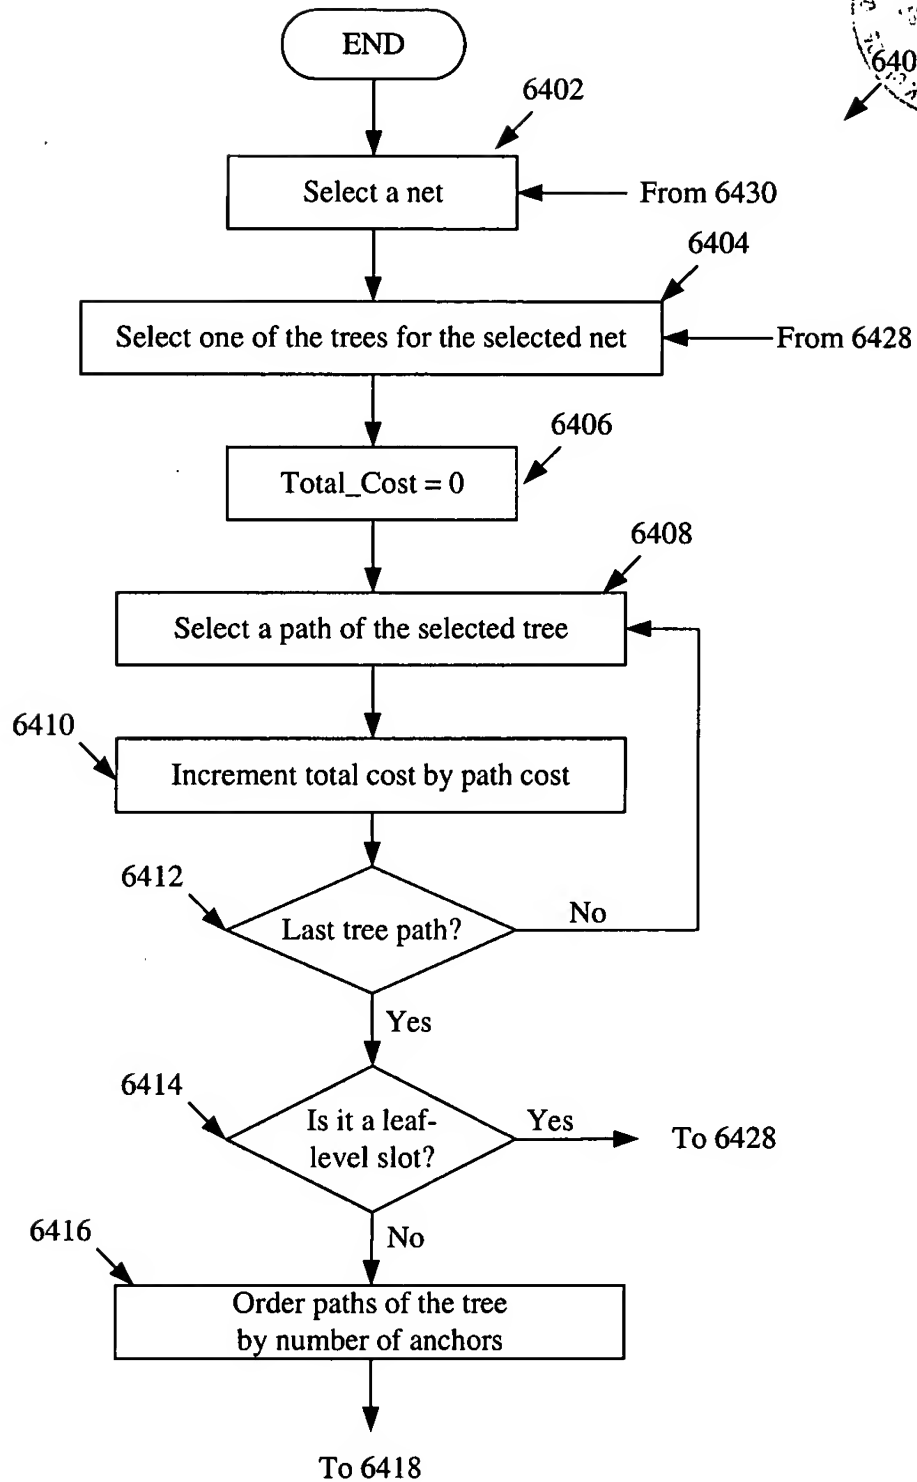 END
6402
Select a net
From 6430
6404
Select one of the trees for the selected net
From 6428
6406
Total_Cost = 0
6408
Select a path of the selected tree
6410
Increment total cost by path cost
6412
Last tree path?
No
Yes
6414
Is it a leaf-
level slot?
Yes
To 6428
No
6416
Order paths of the tree
by number of anchors
To 6418